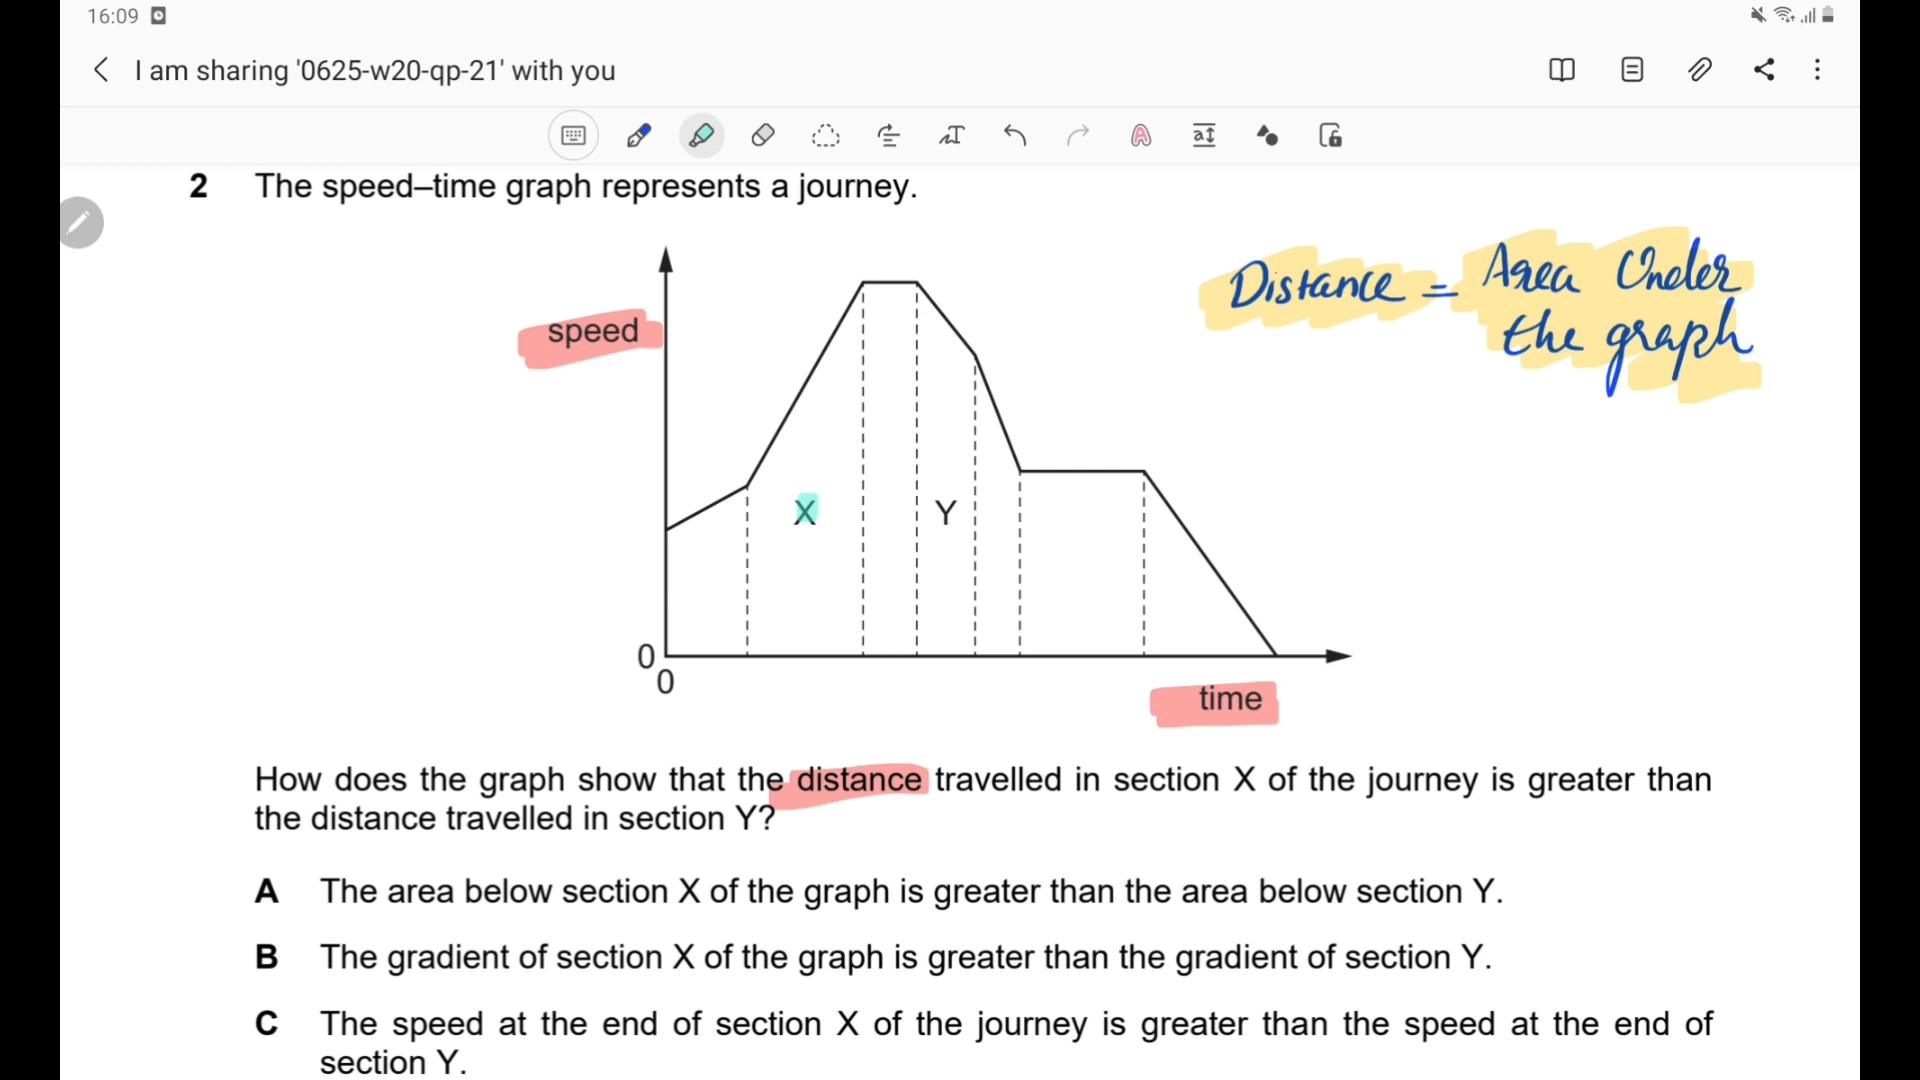 16:09
I am sharing '0625-w20-qp-21' with you
2 The speed–time graph represents a journey.
Distance = Area Under
the graph
speed
X
Y
0
0
time
How does the graph show that the distance travelled in section X of the journey is greater than
the distance travelled in section Y?
A The area below section X of the graph is greater than the area below section Y.
B The gradient of section X of the graph is greater than the gradient of section Y.
C The speed at the end of section X of the journey is greater than the speed at the end of
section Y.